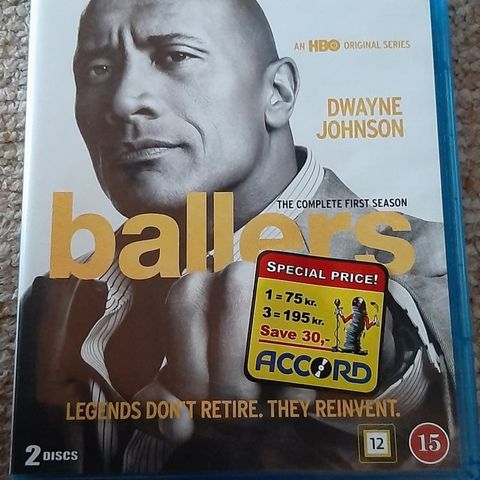 AN HBO ORIGINAL SERIES
DWAYNE
JOHNSON
THE COMPLETE FIRST SEASON
ballers
SPECIAL PRICE!
1 = 75 kr.
3 = 195 kr.
Save 30,-
ACCORD
LEGENDS DON'T RETIRE. THEY REINVENT.
2 DISCS
12
15